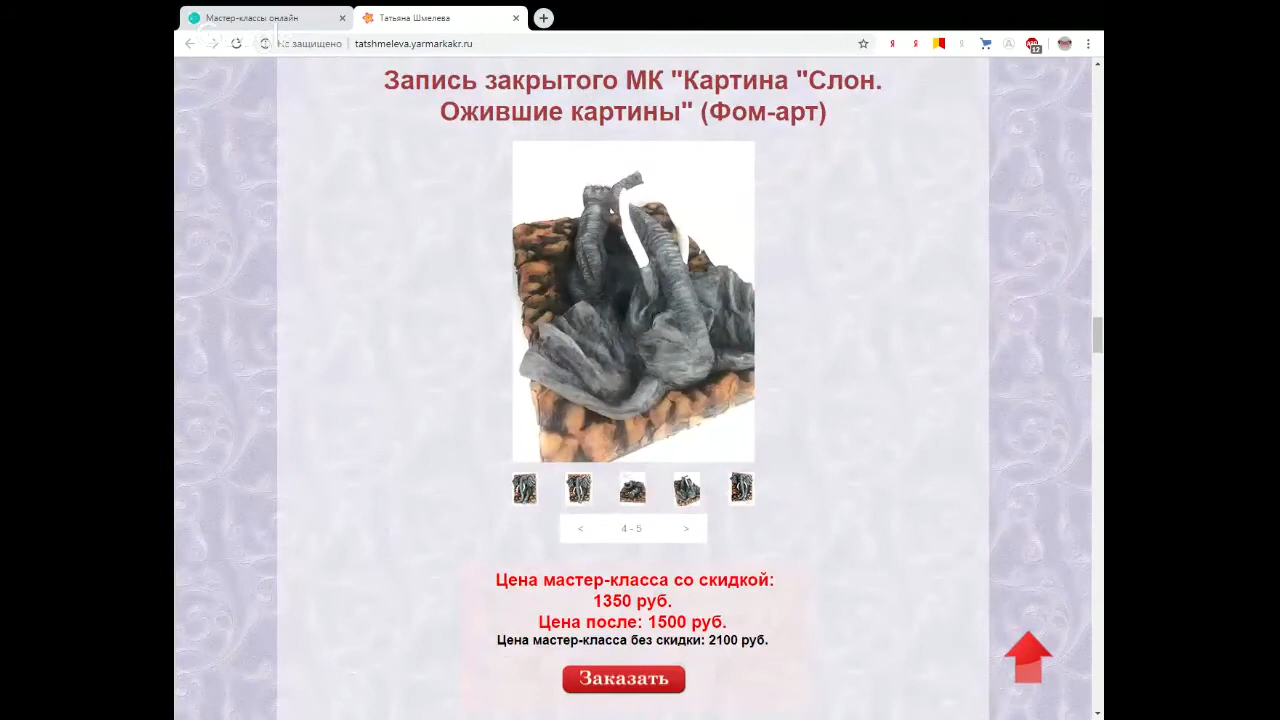 Мастер-классы онлайн
Татьяна Шмелева
Не защищено
tatshmeleva.yarmarkakr.ru
12
Запись закрытого МК "Картина "Слон.
Ожившие картины" (Фом-арт)
< 4 - 5 >
Цена мастер-класса со скидкой:
1350 руб.
Цена после: 1500 руб.
Цена мастер-класса без скидки: 2100 руб.
Заказать